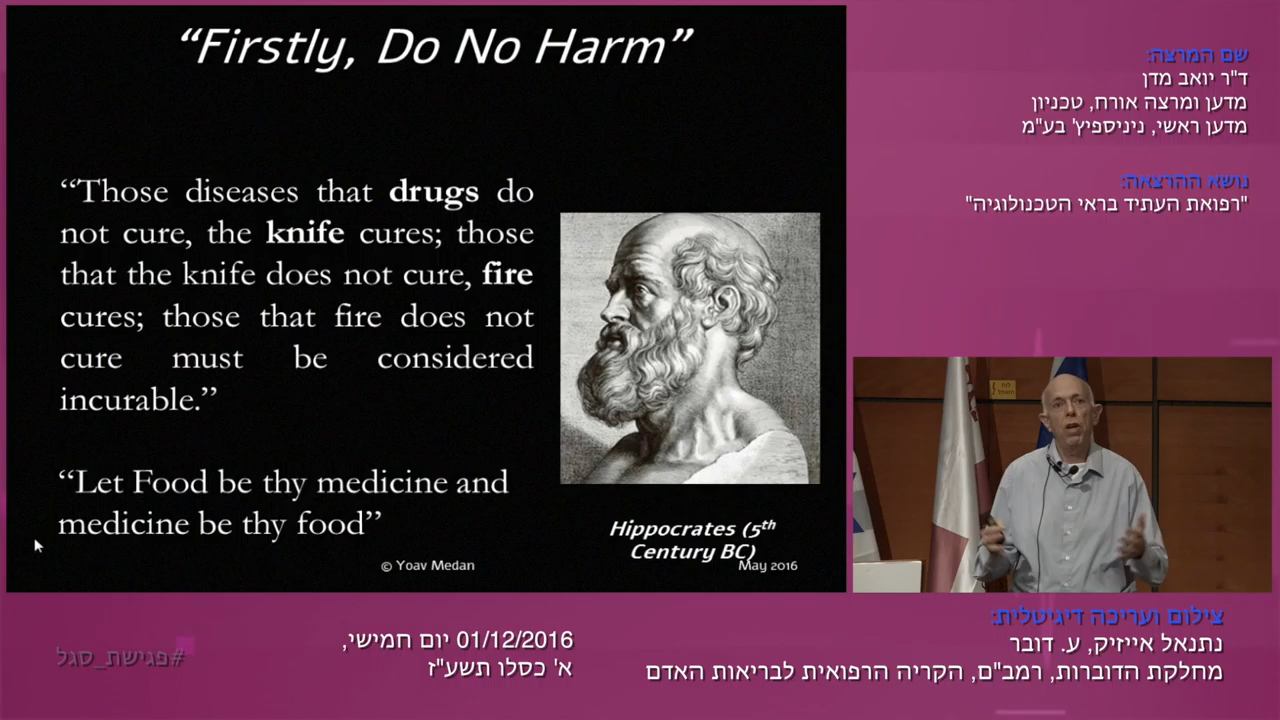 “Firstly, Do No Harm”
“Those diseases that drugs do
not cure, the knife cures; those
that the knife does not cure, fire
cures; those that fire does not
cure must be considered
incurable.”
“Let Food be thy medicine and
medicine be thy food”
Hippocrates (5th
Century BC)
© Yoav Medan
May 2016
שם המרצה:
ד"ר יואב מדן
מדען ומרצה אורח, טכניון
מדען ראשי, ניניספיץ' בע"מ
נושא ההרצאה:
"רפואת העתיד בראי הטכנולוגיה"
צילום ועריכה דיגיטלית:
נתנאל אייזיק, ע. דובר
מחלקת הדוברות, רמב"ם, הקריה הרפואית לבריאות האדם
01/12/2016 יום חמישי,
א' כסלו תשע"ז
#פגישת_סגל